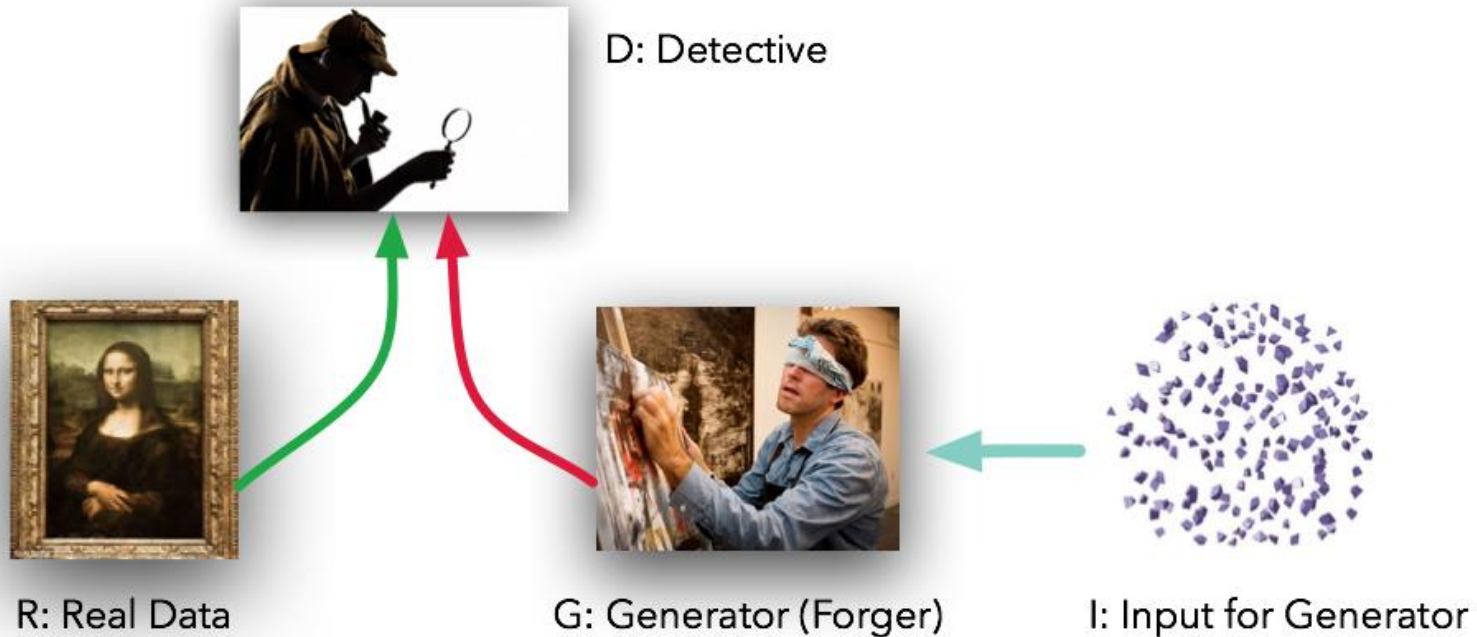 D: Detective
R: Real Data
G: Generator (Forger)
I: Input for Generator